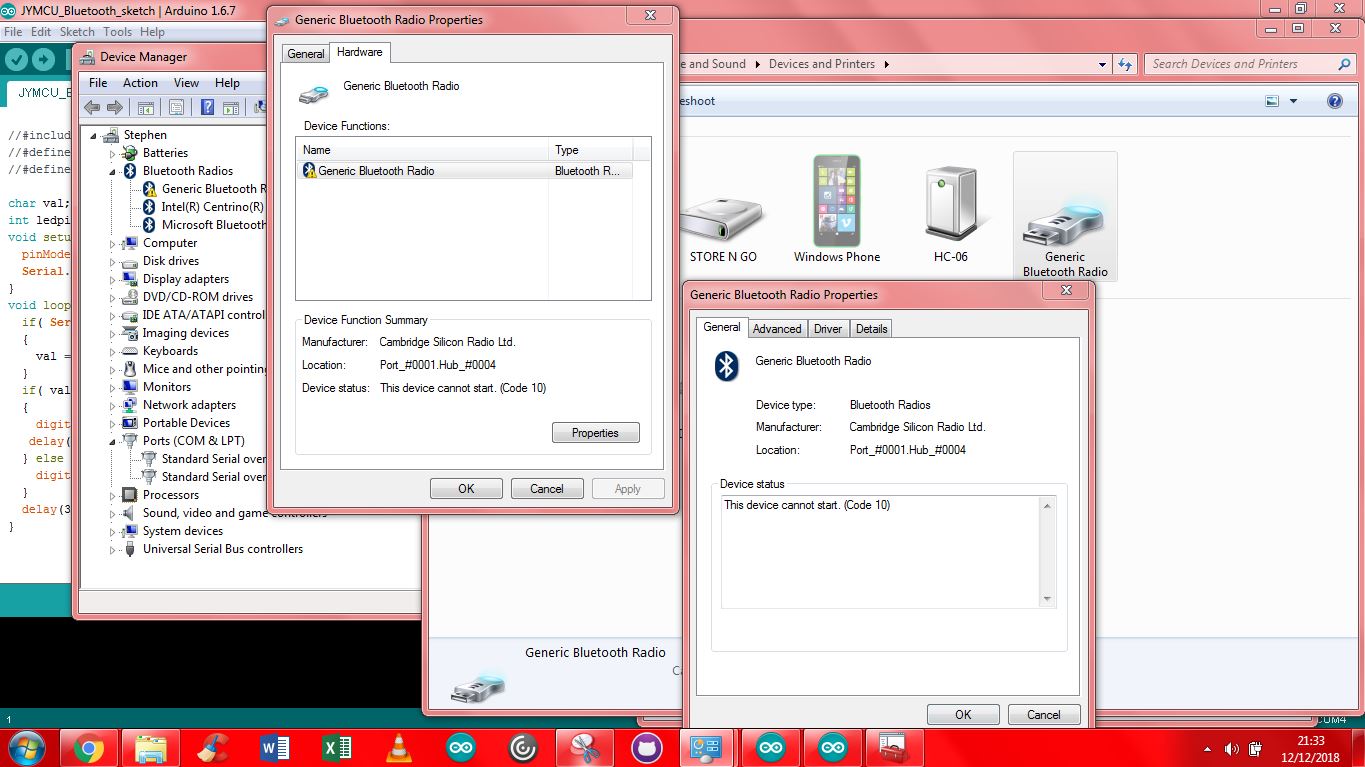 JYMCU_Bluetooth_sketch | Arduino 1.6.7
File Edit Sketch Tools Help
JYMCU_B
//#includ
//#define
//#define
char val;
int ledpi
void setu
pinMode
Serial.
}
void loop
if( Ser
{
val =
}
if( val
{
digit
delay(
} else
digit
}
delay(3
}
1
Device Manager
File Action View Help
Stephen
Batteries
Bluetooth Radios
Generic Bluetooth R
Intel(R) Centrino(R)
Microsoft Bluetooth
Computer
Disk drives
Display adapters
DVD/CD-ROM drives
IDE ATA/ATAPI control
Imaging devices
Keyboards
Mice and other pointing
Monitors
Network adapters
Portable Devices
Ports (COM & LPT)
Standard Serial over
Standard Serial over
Processors
Sound, video and game controllers
System devices
Universal Serial Bus controllers
Generic Bluetooth Radio Properties
General Hardware
Generic Bluetooth Radio
Device Functions:
Name Type
Generic Bluetooth Radio Bluetooth R...
Device Function Summary
Manufacturer: Cambridge Silicon Radio Ltd.
Location: Port_#0001.Hub_#0004
Device status: This device cannot start. (Code 10)
Properties
OK Cancel Apply
e and Sound Devices and Printers Search Devices and Printers
eshoot
STORE N GO
Windows Phone
HC-06
Generic
Bluetooth Radio
Generic Bluetooth Radio
Generic Bluetooth Radio Properties
General Advanced Driver Details
Generic Bluetooth Radio
Device type: Bluetooth Radios
Manufacturer: Cambridge Silicon Radio Ltd.
Location: Port_#0001.Hub_#0004
Device status
This device cannot start. (Code 10)
OK Cancel
COM4
21:33
12/12/2018